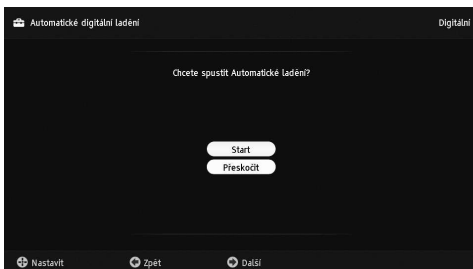 Automatické digitální ladění
Digitální
Chcete spustit Automatické ladění?
Start
Přeskočit
Nastavit
Zpět
Další